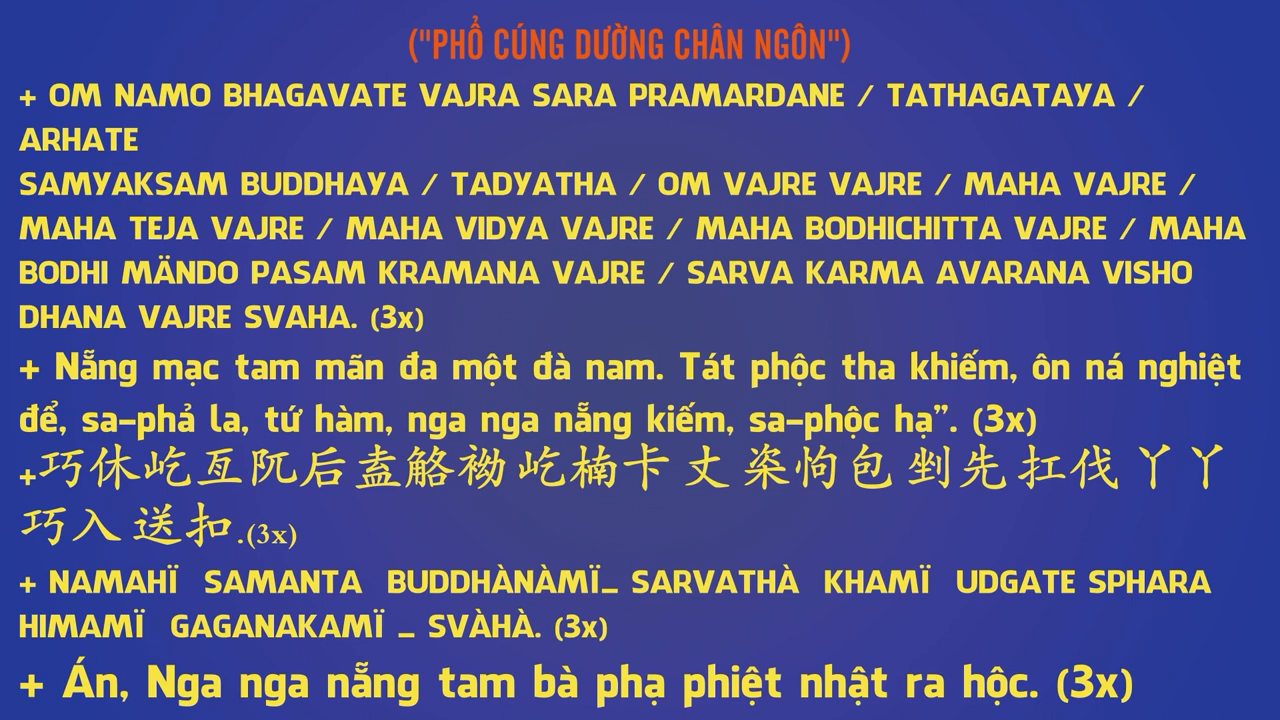 ("PHỔ CÚNG DƯỜNG CHÂN NGÔN")
+ OM NAMO BHAGAVATE VAJRA SARA PRAMARDANE / TATHAGATAYA /
ARHATE
SAMYAKSAM BUDDHAYA / TADYATHA / OM VAJRE VAJRE / MAHA VAJRE /
MAHA TEJA VAJRE / MAHA VIDYA VAJRE / MAHA BODHICHITTA VAJRE / MAHA
BODHI MÄNDO PASAM KRAMANA VAJRE / SARVA KARMA AVARANA VISHO
DHANA VAJRE SVAHA. (3x)
+ Nẵng mạc tam mãn đa một đà nam. Tát phộc tha khiếm, ôn ná nghiệt
để, sa-phả la, tứ hàm, nga nga nẵng kiếm, sa-phộc hạ”. (3x)
+巧休屹亙阢后盍觡袎屹楠卡丈楶怐包剉先扛伐丫丫
巧入送扣.(3x)
+ NAMAHÏ SAMANTA BUDDHÀNÀMÏ_ SARVATHÀ KHAMÏ UDGATE SPHARA
HIMAMÏ GAGANAKAMÏ _ SVÀHÀ. (3x)
+ Án, Nga nga nẵng tam bà phạ phiệt nhật ra hộc. (3x)